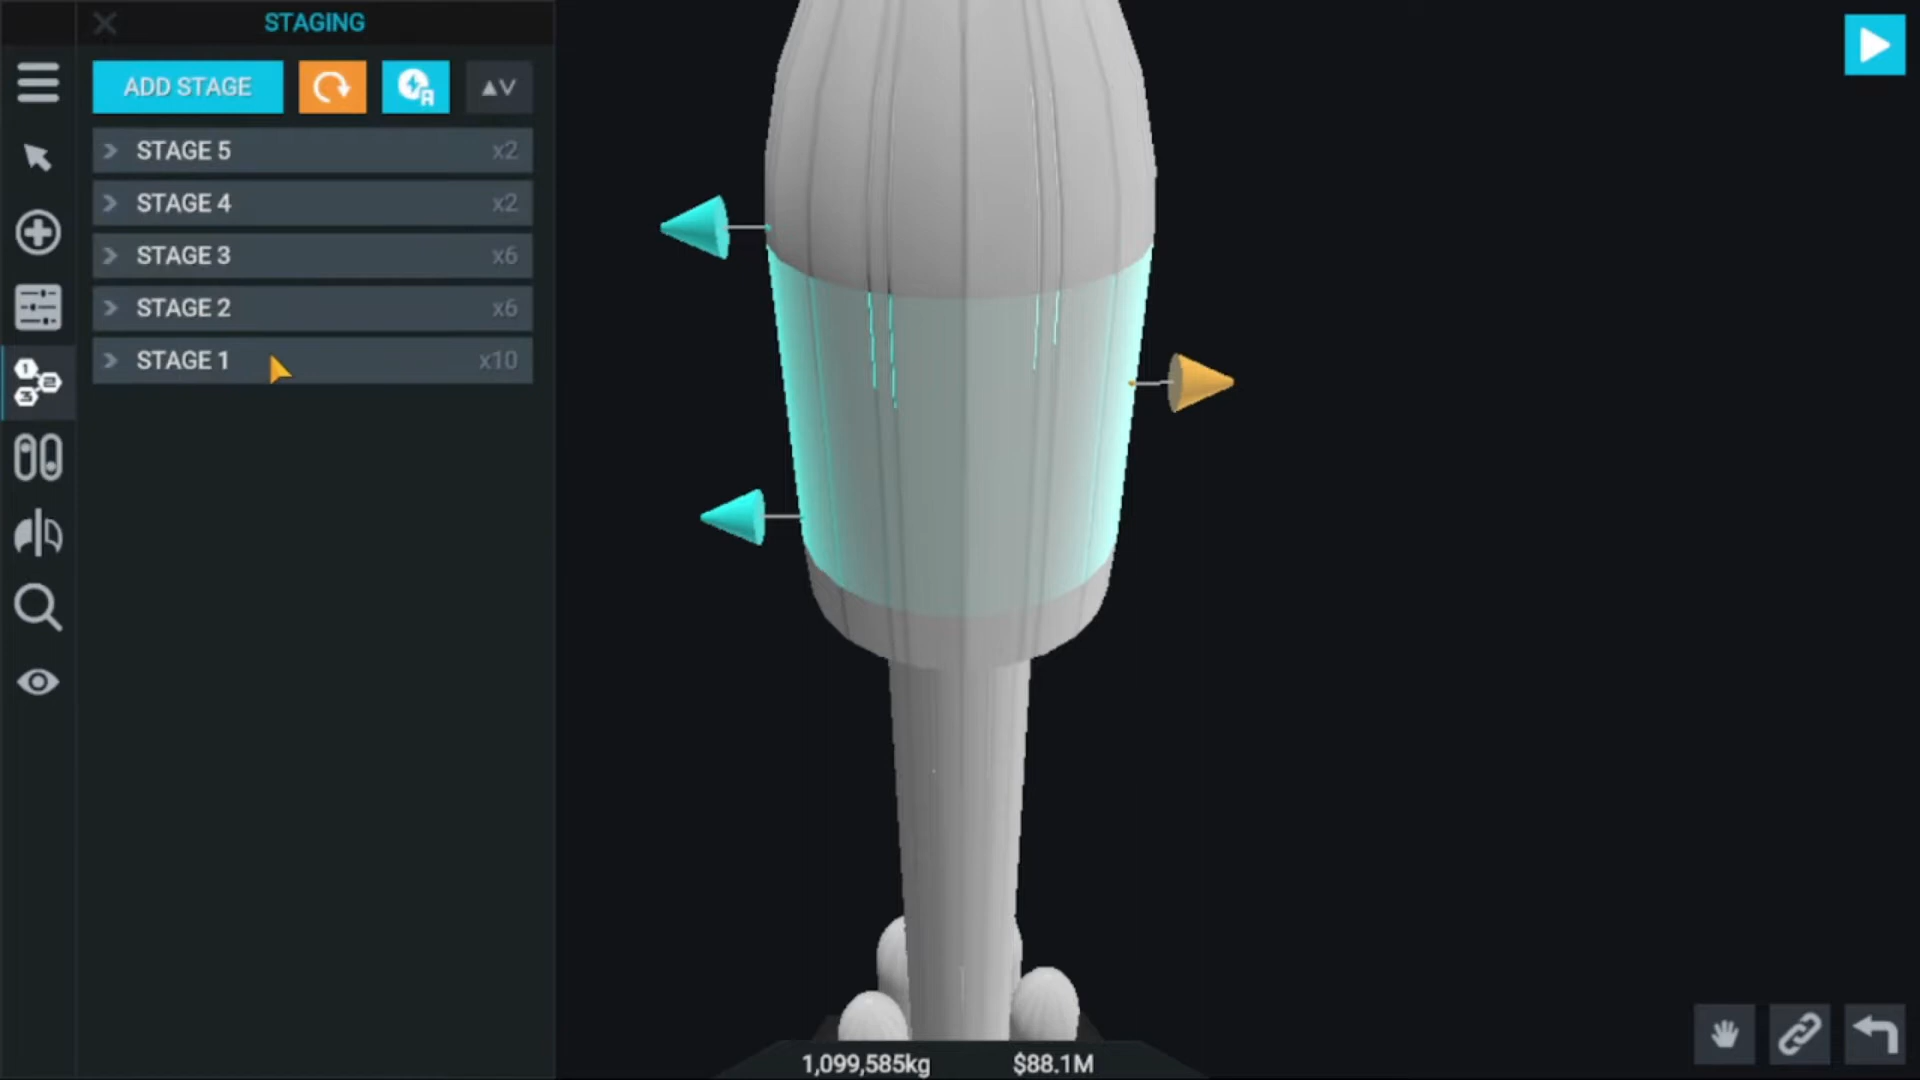 STAGING
ADD STAGE
STAGE 5 x2
STAGE 4 x2
STAGE 3 x6
STAGE 2 x6
STAGE 1 x10
1,099,585kg $88.1M